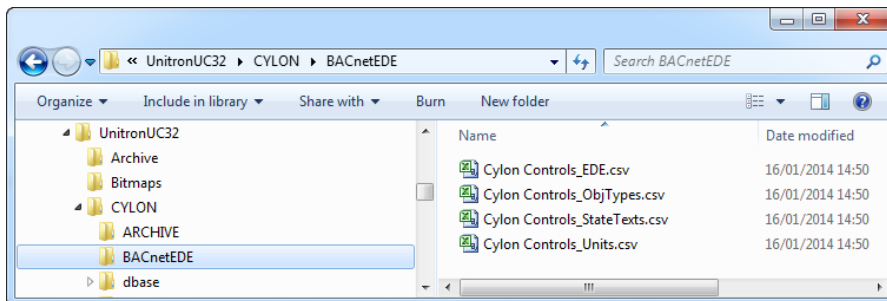 « UnitronUC32 ▸ CYLON ▸ BACnetEDE Search BACnetEDE
Organize Include in library Share with Burn New folder
UnitronUC32
Archive
Bitmaps
CYLON
ARCHIVE
BACnetEDE
dbase
Name Date modified
Cylon Controls_EDE.csv 16/01/2014 14:50
Cylon Controls_ObjTypes.csv 16/01/2014 14:50
Cylon Controls_StateTexts.csv 16/01/2014 14:50
Cylon Controls_Units.csv 16/01/2014 14:50